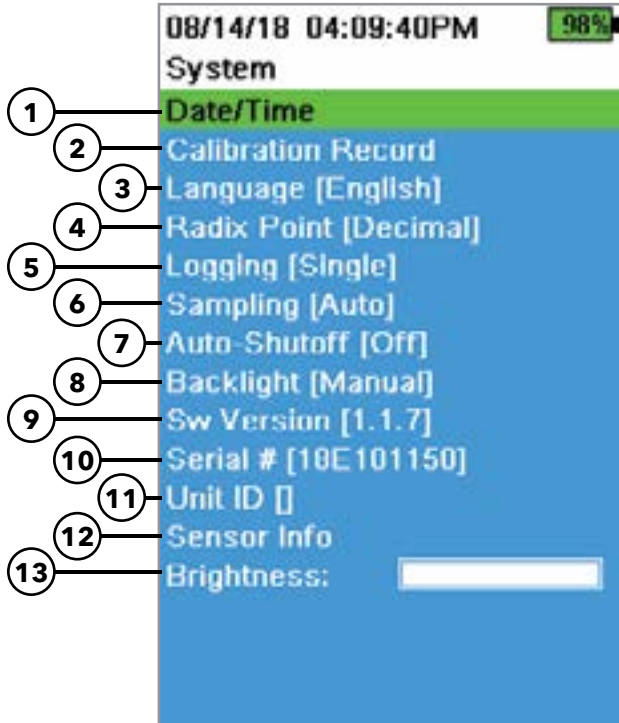 08/14/18 04:09:40PM 98%
System
1 Date/Time
2 Calibration Record
3 Language [English]
4 Radix Point [Decimal]
5 Logging [Single]
6 Sampling [Auto]
7 Auto-Shutoff [Off]
8 Backlight [Manual]
9 Sw Version [1.1.7]
10 Serial # [18E101150]
11 Unit ID []
12 Sensor Info
13 Brightness: